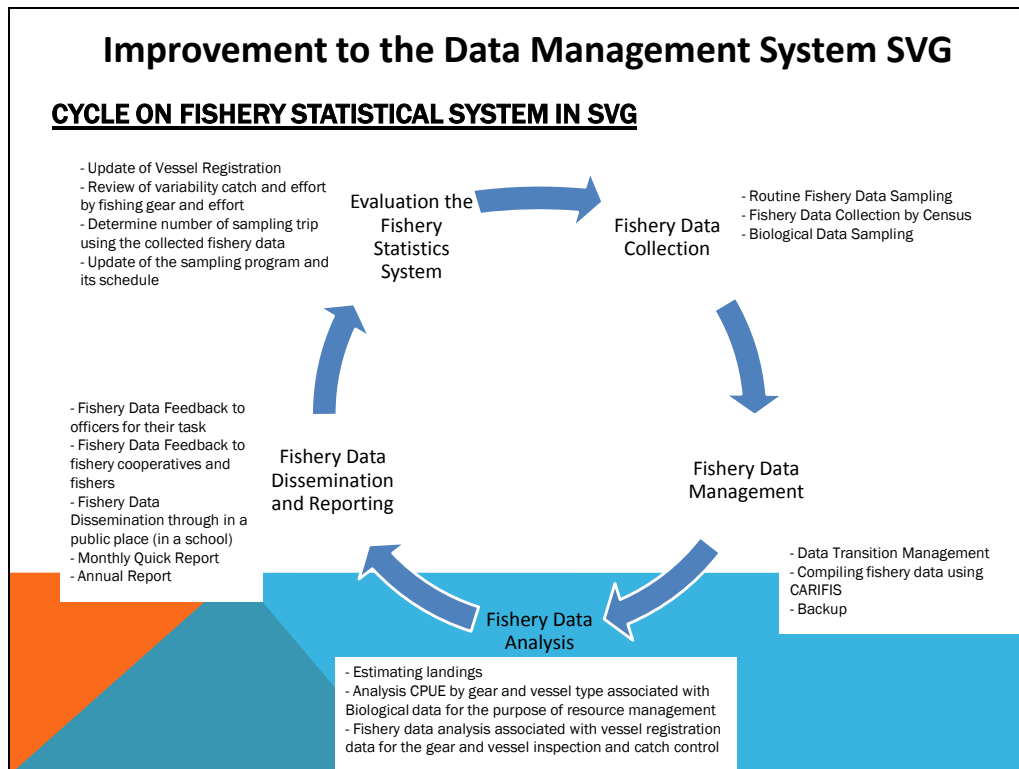 Improvement to the Data Management System SVG
CYCLE ON FISHERY STATISTICAL SYSTEM IN SVG
- Update of Vessel Registration
- Review of variability catch and effort
by fishing gear and effort
- Determine number of sampling trip
using the collected fishery data
- Update of the sampling program and
its schedule
Evaluation the
Fishery
Statistics
System
Fishery Data
Collection
- Routine Fishery Data Sampling
- Fishery Data Collection by Census
- Biological Data Sampling
- Fishery Data Feedback to
officers for their task
- Fishery Data Feedback to
fishery cooperatives and
fishers
- Fishery Data
Dissemination through in a
public place (in a school)
- Monthly Quick Report
- Annual Report
Fishery Data
Dissemination
and Reporting
Fishery Data
Management
- Data Transition Management
- Compiling fishery data using
CARIFIS
- Backup
Fishery Data
Analysis
- Estimating landings
- Analysis CPUE by gear and vessel type associated with
Biological data for the purpose of resource management
- Fishery data analysis associated with vessel registration
data for the gear and vessel inspection and catch control